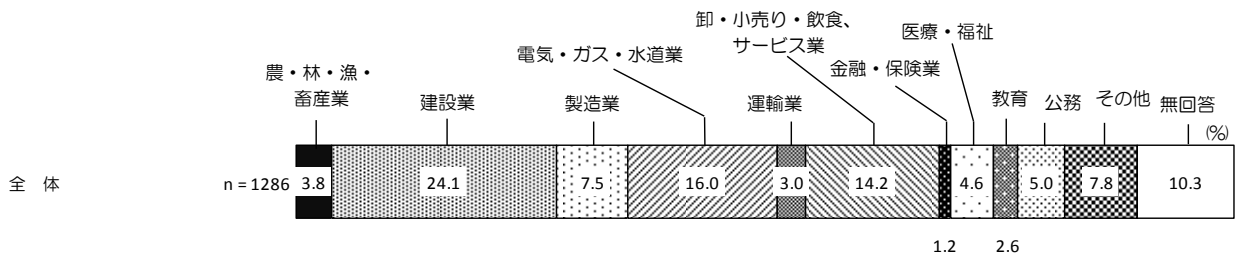 農・林・漁・
畜産業
建設業
製造業
電気・ガス・水道業
運輸業
卸・小売り・飲食、
サービス業
金融・保険業
医療・福祉
教育
公務
その他
無回答
(%)
全 体
n = 1286
3.8
24.1
7.5
16.0
3.0
14.2
1.2
4.6
2.6
5.0
7.8
10.3